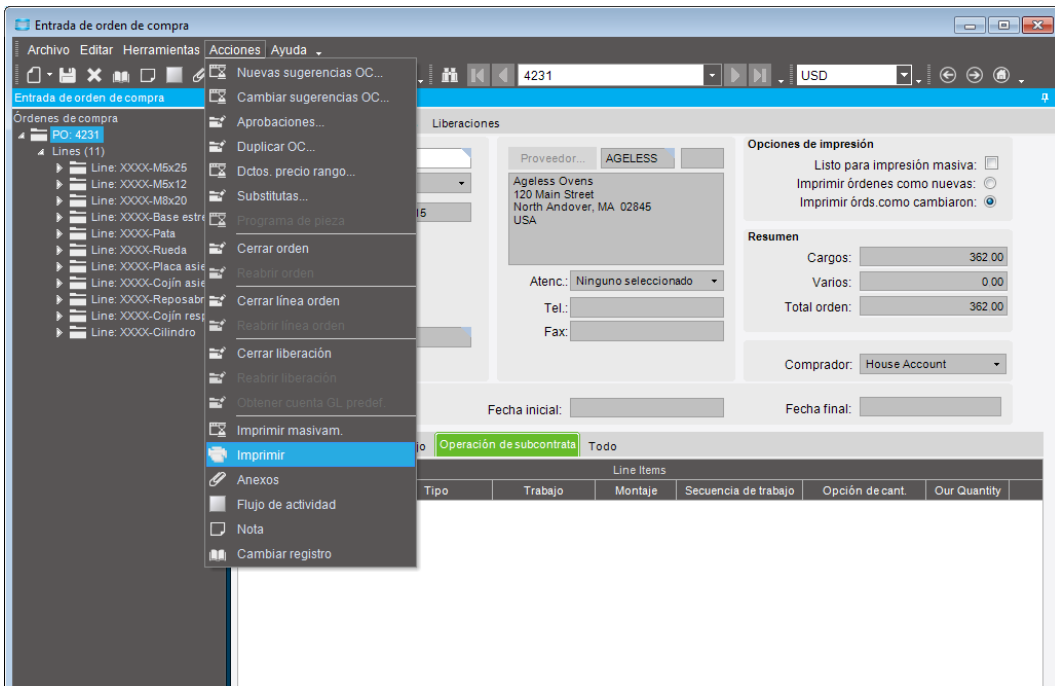 Entrada de orden de compra
Archivo Editar Herramientas Acciones Ayuda
4231 USD
Entrada de orden de compra
Órdenes de compra
PO: 4231
Lines (11)
Line: XXXX-M5x25
Line: XXXX-M5x12
Line: XXXX-M8x20
Line: XXXX-Base estre
Line: XXXX-Pata
Line: XXXX-Rueda
Line: XXXX-Placa asie
Line: XXXX-Cojín asie
Line: XXXX-Reposabr
Line: XXXX-Cojín resp
Line: XXXX-Cilindro
Nuevas sugerencias OC...
Cambiar sugerencias OC...
Aprobaciones...
Duplicar OC...
Dctos. precio rango...
Substitutas...
Programa de pieza
Cerrar orden
Reabrir orden
Cerrar línea orden
Reabrir línea orden
Cerrar liberación
Reabrir liberación
Obtener cuenta GL predef.
Imprimir masivam.
Imprimir
Anexos
Flujo de actividad
Nota
Cambiar registro
Liberaciones
15
Proveedor... AGELESS
Ageless Ovens
120 Main Street
North Andover, MA 02845
USA
Atenc.: Ninguno seleccionado
Tel.:
Fax:
Opciones de impresión
Listo para impresión masiva:
Imprimir órdenes como nuevas:
Imprimir órds.como cambiaron:
Resumen
Cargos: 362.00
Varios: 0.00
Total orden: 362.00
Comprador: House Account
Fecha inicial: Fecha final:
jo Operación de subcontrata Todo
Line Items
Tipo Trabajo Montaje Secuencia de trabajo Opción de cant. Our Quantity